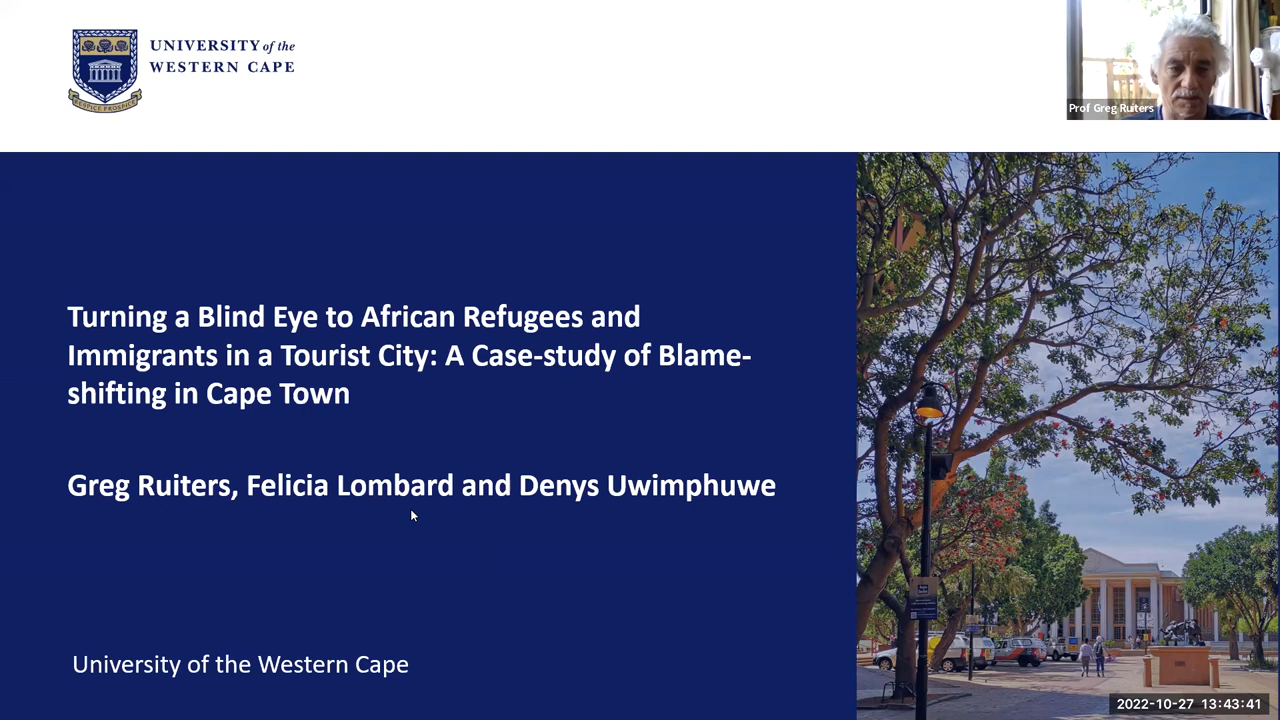 UNIVERSITY of the
WESTERN CAPE
RESPICE PROSPICE
Prof Greg Ruiters
Turning a Blind Eye to African Refugees and
Immigrants in a Tourist City: A Case-study of Blame-
shifting in Cape Town
Greg Ruiters, Felicia Lombard and Denys Uwimphuwe
University of the Western Cape
2022-10-27 13:43:41